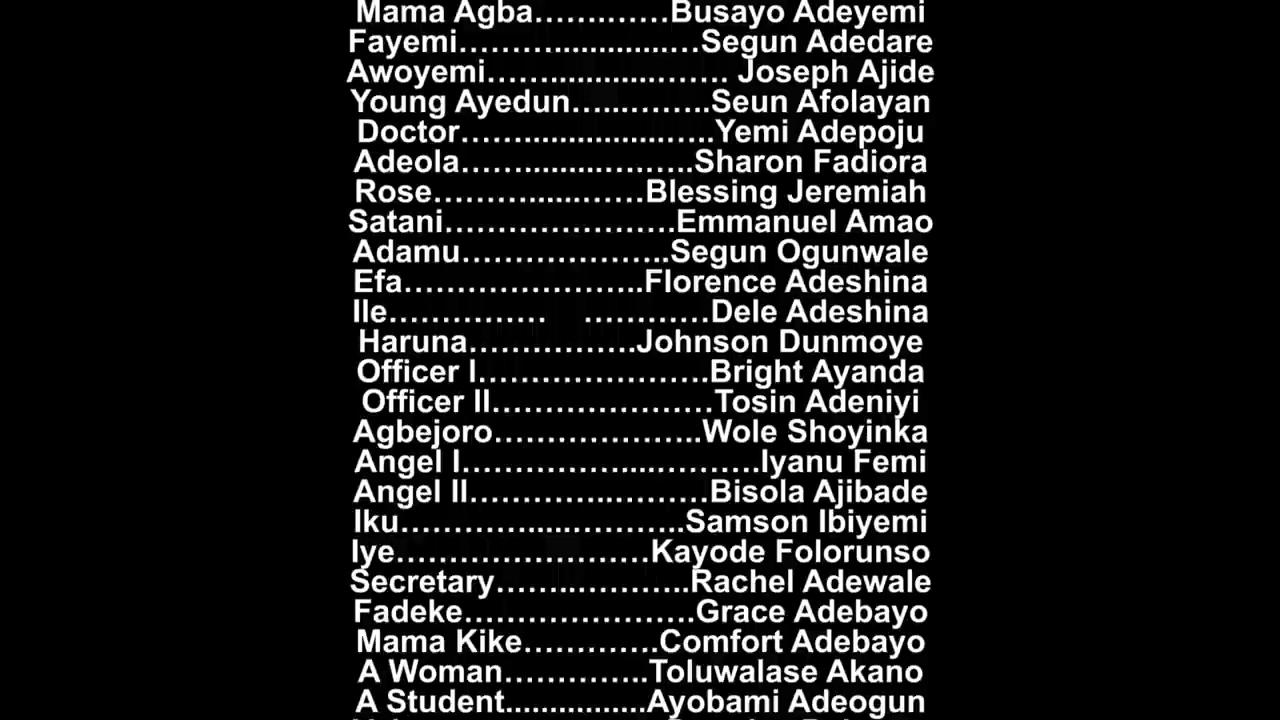 Mama Agba…….……Busayo Adeyemi
Fayemi………..............…Segun Adedare
Awoyemi……............……. Joseph Ajide
Young Ayedun…..……..Seun Afolayan
Doctor……...............…..Yemi Adepoju
Adeola……........…..…..Sharon Fadiora
Rose………......……Blessing Jeremiah
Satani………………….Emmanuel Amao
Adamu………………..Segun Ogunwale
Efa…………………..Florence Adeshina
Ile…………… …………Dele Adeshina
Haruna…………….Johnson Dunmoye
Officer I………………….Bright Ayanda
Officer II………………….Tosin Adeniyi
Agbejoro………………..Wole Shoyinka
Angel I……………...……….Iyanu Femi
Angel II…………..………Bisola Ajibade
Iku………….....………..Samson Ibiyemi
Iye…………………….Kayode Folorunso
Secretary……..………..Rachel Adewale
Fadeke………………….Grace Adebayo
Mama Kike………….Comfort Adebayo
A Woman…………..Toluwalase Akano
A Student................Ayobami Adeogun